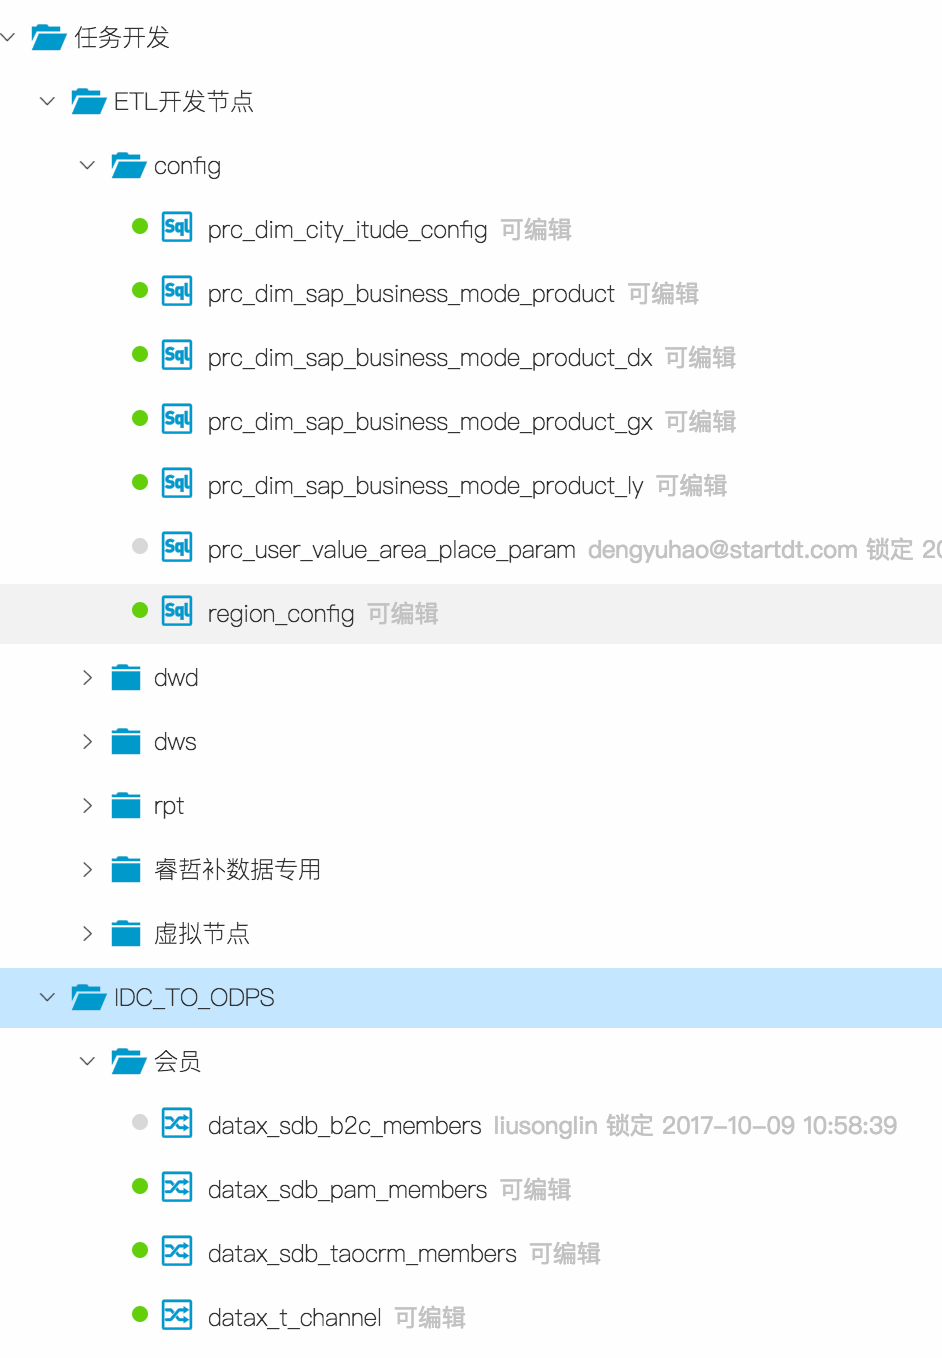 任务开发
ETL开发节点
config
Sql prc_dim_city_itude_config 可编辑
Sql prc_dim_sap_business_mode_product 可编辑
Sql prc_dim_sap_business_mode_product_dx 可编辑
Sql prc_dim_sap_business_mode_product_gx 可编辑
Sql prc_dim_sap_business_mode_product_ly 可编辑
Sql prc_user_value_area_place_param dengyuhao@startdt.com 锁定 20
Sql region_config 可编辑
dwd
dws
rpt
睿哲补数据专用
虚拟节点
IDC_TO_ODPS
会员
datax_sdb_b2c_members liusonglin 锁定 2017-10-09 10:58:39
datax_sdb_pam_members 可编辑
datax_sdb_taocrm_members 可编辑
datax_t_channel 可编辑